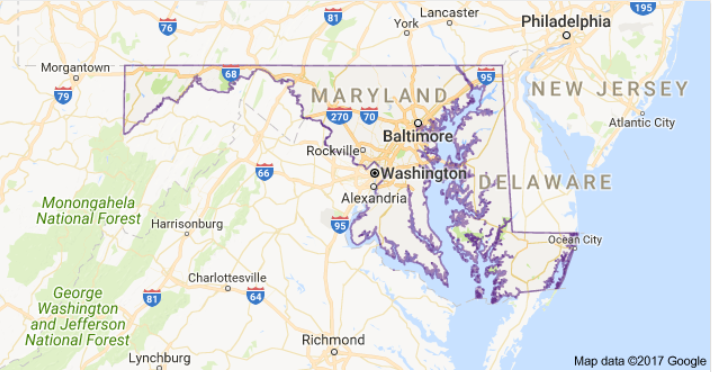 195
Lancaster
81
Philadelphia
76
York
Morgantown
68
95
79
MARYLAND
NEW JERSEY
270
70
Atlantic City
Baltimore
Rockville
66
Washington
DELAWARE
Alexandria
Monongahela
National Forest
Harrisonburg
95
Ocean City
Charlottesville
81
64
George
Washington
and Jefferson
National Forest
Richmond
Lynchburg
Map data ©2017 Google